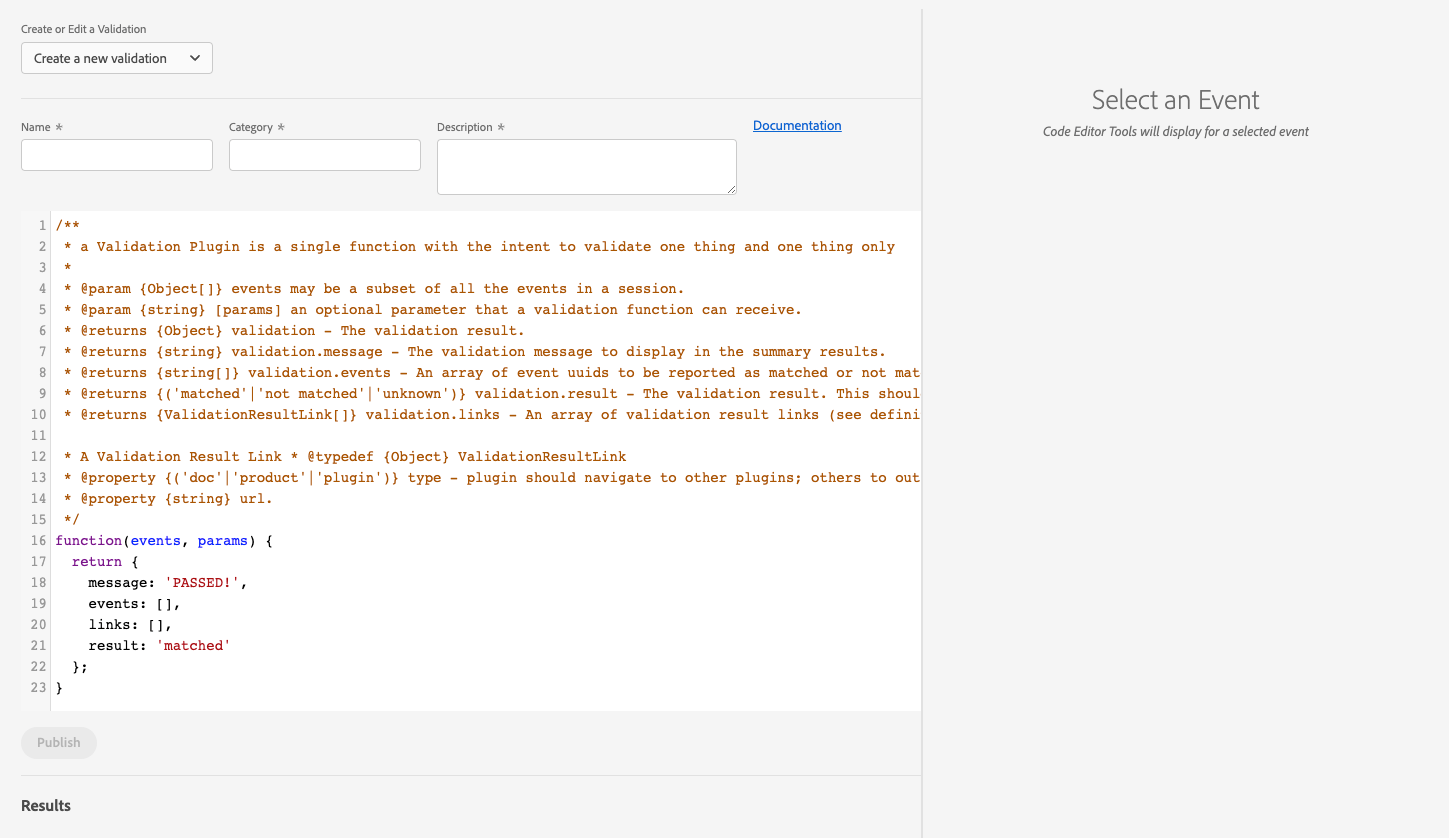 Create or Edit a Validation
Create a new validation
Name *
Category *
Description *
Documentation
Select an Event
Code Editor Tools will display for a selected event
1 /**
2  * a Validation Plugin is a single function with the intent to validate one thing and one thing only
3  *
4  * @param {Object[]} events may be a subset of all the events in a session.
5  * @param {string} [params] an optional parameter that a validation function can receive.
6  * @returns {Object} validation - The validation result.
7  * @returns {string} validation.message - The validation message to display in the summary results.
8  * @returns {string[]} validation.events - An array of event uuids to be reported as matched or not mat
9  * @returns {('matched'|'not matched'|'unknown')} validation.result - The validation result. This shoul
10  * @returns {ValidationResultLink[]} validation.links - An array of validation result links (see defini
11
12  * A Validation Result Link * @typedef {Object} ValidationResultLink
13  * @property {('doc'|'product'|'plugin')} type - plugin should navigate to other plugins; others to out
14  * @property {string} url.
15  */
16 function(events, params) {
17   return {
18     message: 'PASSED!',
19     events: [],
20     links: [],
21     result: 'matched'
22   };
23 }
Publish
Results